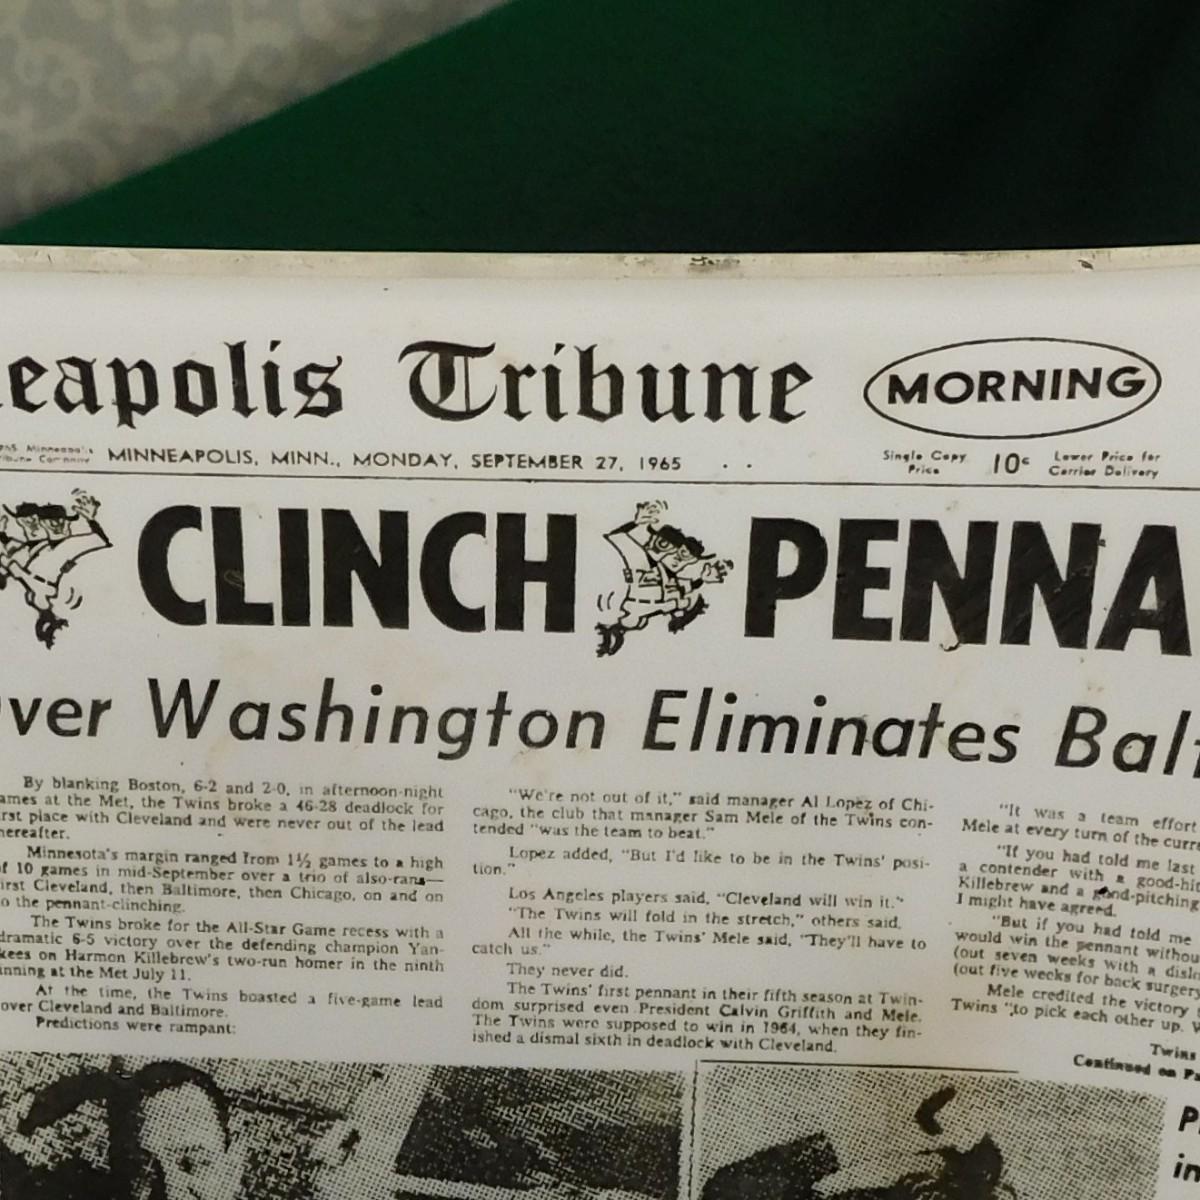 eapolis Tribune MORNING
MINNEAPOLIS, MINN., MONDAY, SEPTEMBER 27, 1965 . .
Single Copy Price 10c Lower Price for Carrier Delivery
CLINCH PENNA
ver Washington Eliminates Balt
By blanking Boston, 6-2 and 2-0, in afternoon-night
ames at the Met, the Twins broke a 46-28 deadlock for
rst place with Cleveland and were never out of the lead
hereafter.
Minnesota's margin ranged from 1½ games to a high
of 10 games in mid-September over a trio of also-rans—
irst Cleveland, then Baltimore, then Chicago, on and on
o the pennant-clinching.
The Twins broke for the All-Star Game recess with a
dramatic 6-5 victory over the defending champion Yan-
kees on Harmon Killebrew's two-run homer in the ninth
inning at the Met July 11.
At the time, the Twins boasted a five-game lead
over Cleveland and Baltimore.
Predictions were rampant:
"We're not out of it," said manager Al Lopez of Chi-
cago, the club that manager Sam Mele of the Twins con-
tended "was the team to beat."
Lopez added, "But I'd like to be in the Twins' posi-
tion."
Los Angeles players said, "Cleveland will win it."
"The Twins will fold in the stretch," others said.
All the while, the Twins' Mele said, "They'll have to
catch us."
They never did.
The Twins' first pennant in their fifth season at Twin-
dom surprised even President Calvin Griffith and Mele.
The Twins were supposed to win in 1964, when they fin-
ished a dismal sixth in deadlock with Cleveland.
"It was a team effort
Mele at every turn of the curre
"If you had told me last
a contender with a good-hit
Killebrew and a good-pitching
I might have agreed.
"But if you had told me
would win the pennant withou
(out seven weeks with a dislo
(out five weeks for back surgery
Mele credited the victory
Twins "to pick each other up. W
Twins
Continued on Pa
P
in